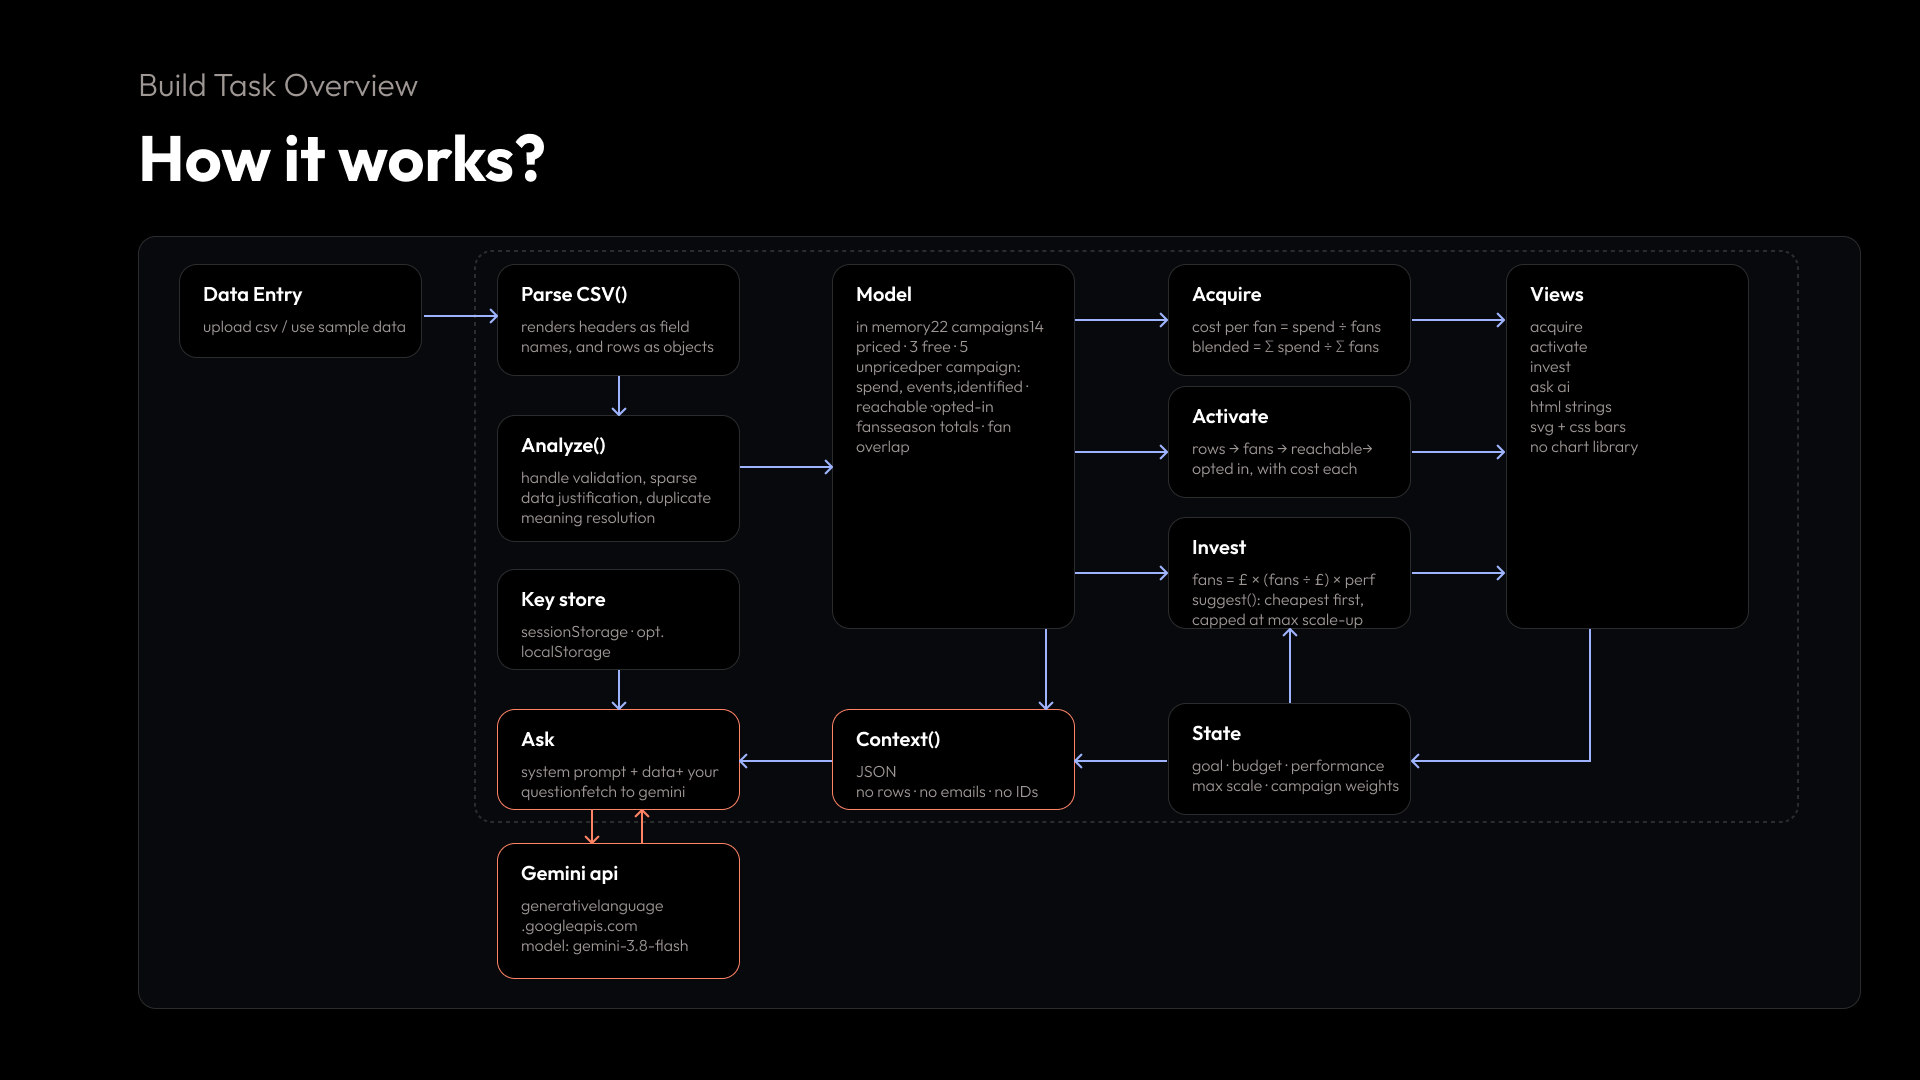 Build Task Overview
How it works?
Data Entry
upload csv / use sample data
Parse CSV()
renders headers as field
names, and rows as objects
Analyze()
handle validation, sparse
data justification, duplicate
meaning resolution
Key store
sessionStorage · opt.
localStorage
Ask
system prompt + data+ your
questionfetch to gemini
Gemini api
generativelanguage
.googleapis.com
model: gemini-3.8-flash
Model
in memory22 campaigns14
priced · 3 free · 5
unpricedper campaign:
spend, events,identified ·
reachable ·opted-in
fansseason totals · fan
overlap
Context()
JSON
no rows · no emails · no IDs
Acquire
cost per fan = spend ÷ fans
blended = Σ spend ÷ Σ fans
Activate
rows → fans → reachable→
opted in, with cost each
Invest
fans = £ × (fans ÷ £) × perf
suggest(): cheapest first,
capped at max scale-up
State
goal · budget · performance
max scale · campaign weights
Views
acquire
activate
invest
ask ai
html strings
svg + css bars
no chart library